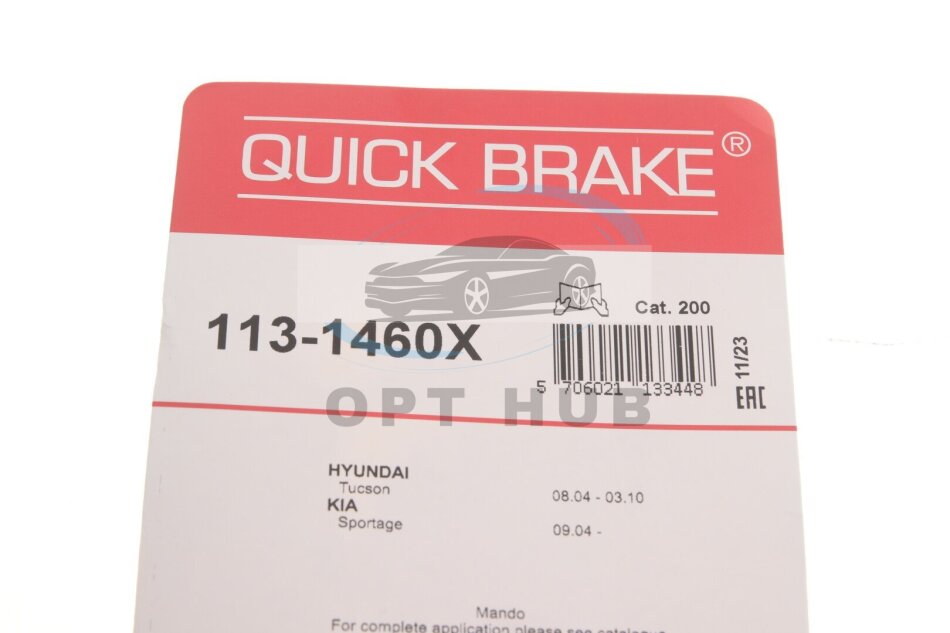 QUICK BRAKE®
113-1460X
Cat. 200
5 706021 133448
11/23
EAC
OPT HUB
HYUNDAI
Tucson 08.04 - 03.10
KIA
Sportage 09.04 -
Mando
For complete application please see catalogue